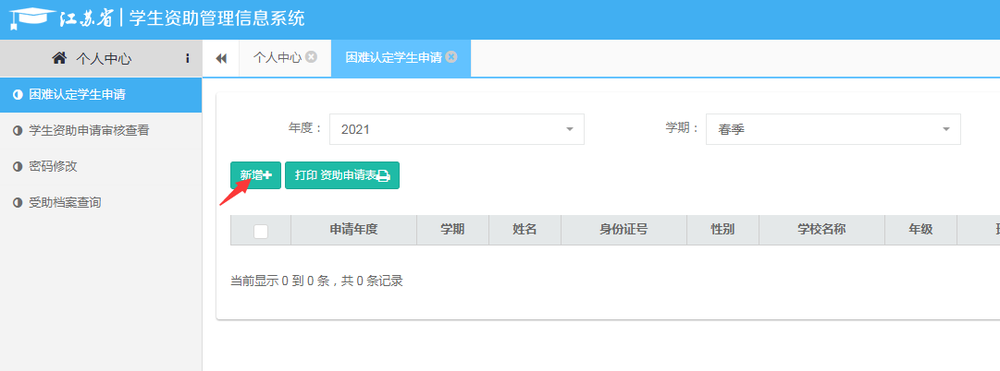 江苏省 | 学生资助管理信息系统
个人中心
个人中心 困难认定学生申请
困难认定学生申请
学生资助申请审核查看
密码修改
受助档案查询
年度： 2021 学期： 春季
新增 打印 资助申请表
申请年度 学期 姓名 身份证号 性别 学校名称 年级
当前显示 0 到 0 条，共 0 条记录